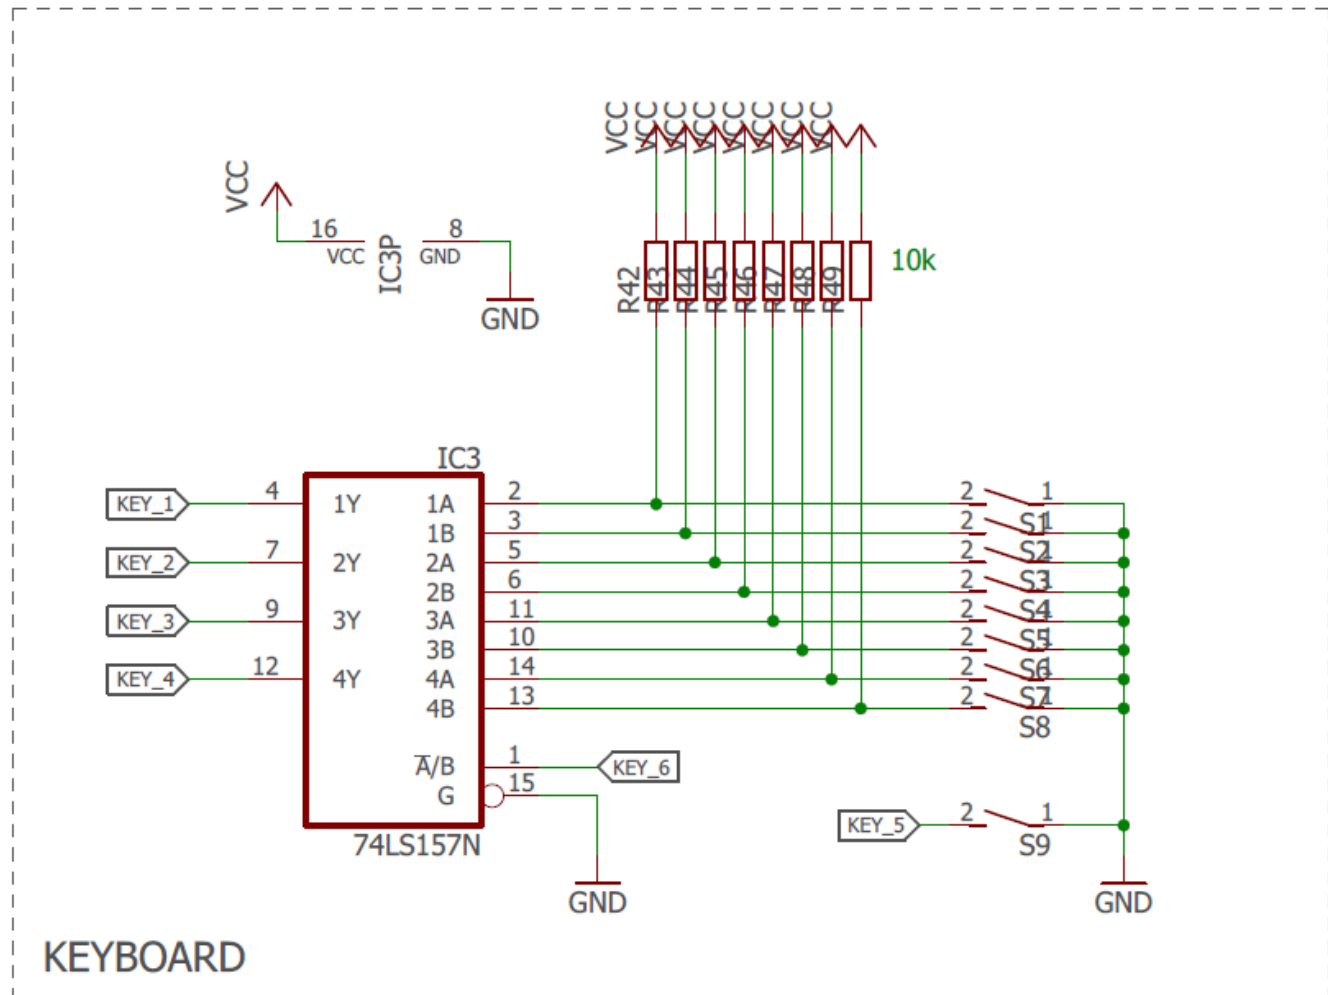 VCC VCC VCC VCC VCC VCC VCC VCC
VCC
16 VCC IC3P GND 8
GND
R42 R43 R44 R45 R46 R47 R48 R49 10k
IC3
KEY_1 4 1Y 1A 2 2 1 S1
1B 3 2 1 S2
KEY_2 7 2Y 2A 5 2 1 S3
2B 6 2 1 S4
KEY_3 9 3Y 3A 11 2 1 S5
3B 10 2 1 S6
KEY_4 12 4Y 4A 14 2 1 S7
4B 13 2 1 S8
A̅/B 1 KEY_6
G 15
KEY_5 2 1 S9
74LS157N
GND GND
KEYBOARD